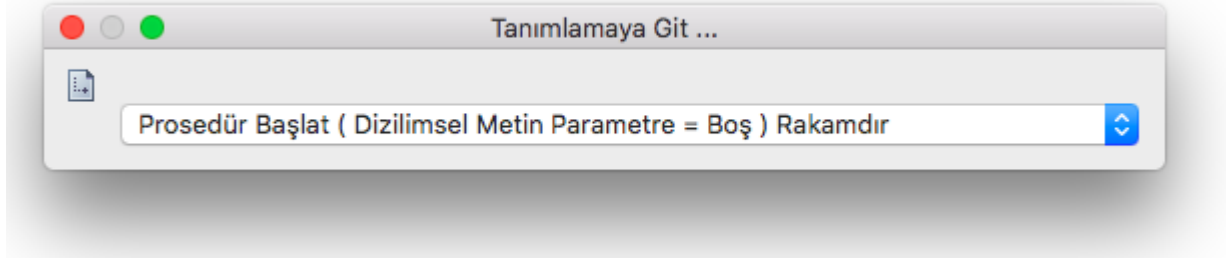 Tanımlamaya Git ...
Prosedür Başlat ( Dizilimsel Metin Parametre = Boş ) Rakamdır